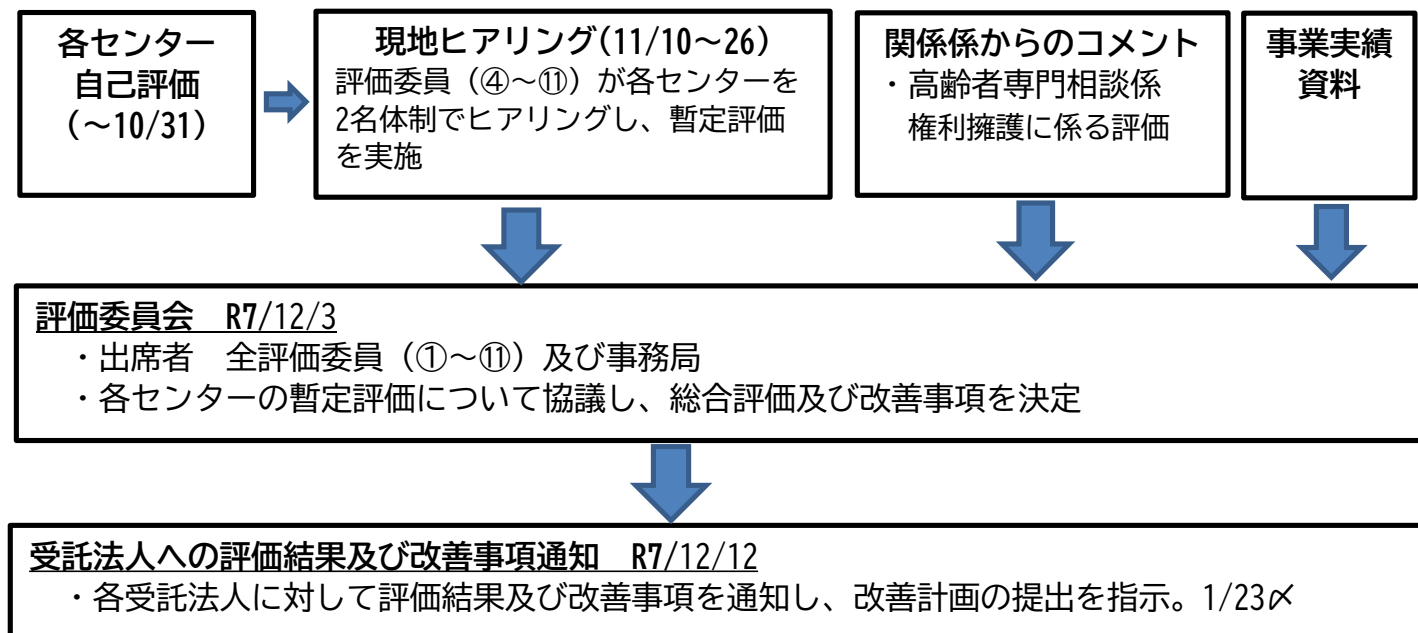 各センター
自己評価
(～10/31)
現地ヒアリング(11/10～26)
評価委員（④～⑪）が各センターを
2名体制でヒアリングし、暫定評価
を実施
関係係からのコメント
・高齢者専門相談係
権利擁護に係る評価
事業実績
資料
評価委員会　R7/12/3
・出席者　全評価委員（①～⑪）及び事務局
・各センターの暫定評価について協議し、総合評価及び改善事項を決定
受託法人への評価結果及び改善事項通知　R7/12/12
・各受託法人に対して評価結果及び改善事項を通知し、改善計画の提出を指示。1/23〆